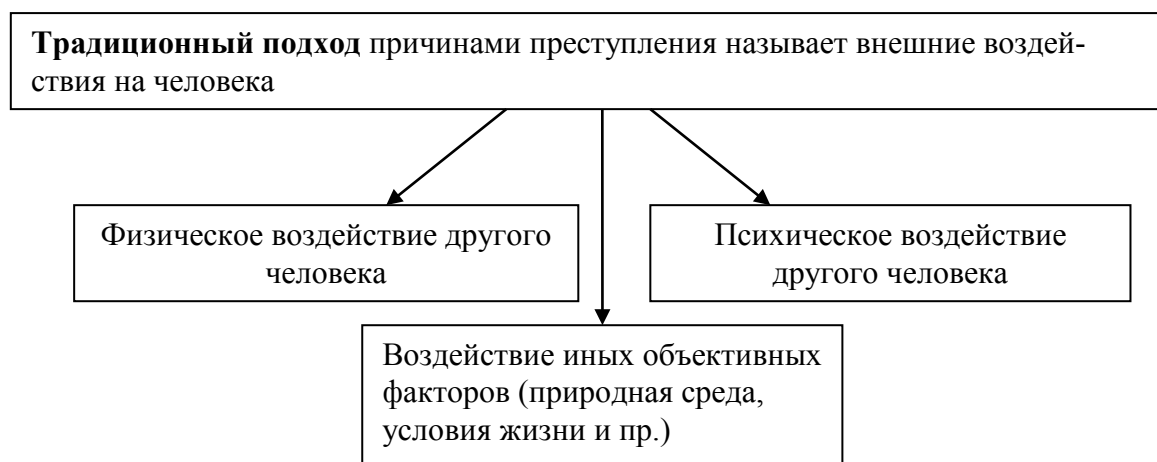 Традиционный подход причинами преступления называет внешние воздей-
ствия на человека
Физическое воздействие другого
человека
Психическое воздействие
другого человека
Воздействие иных объективных
факторов (природная среда,
условия жизни и пр.)